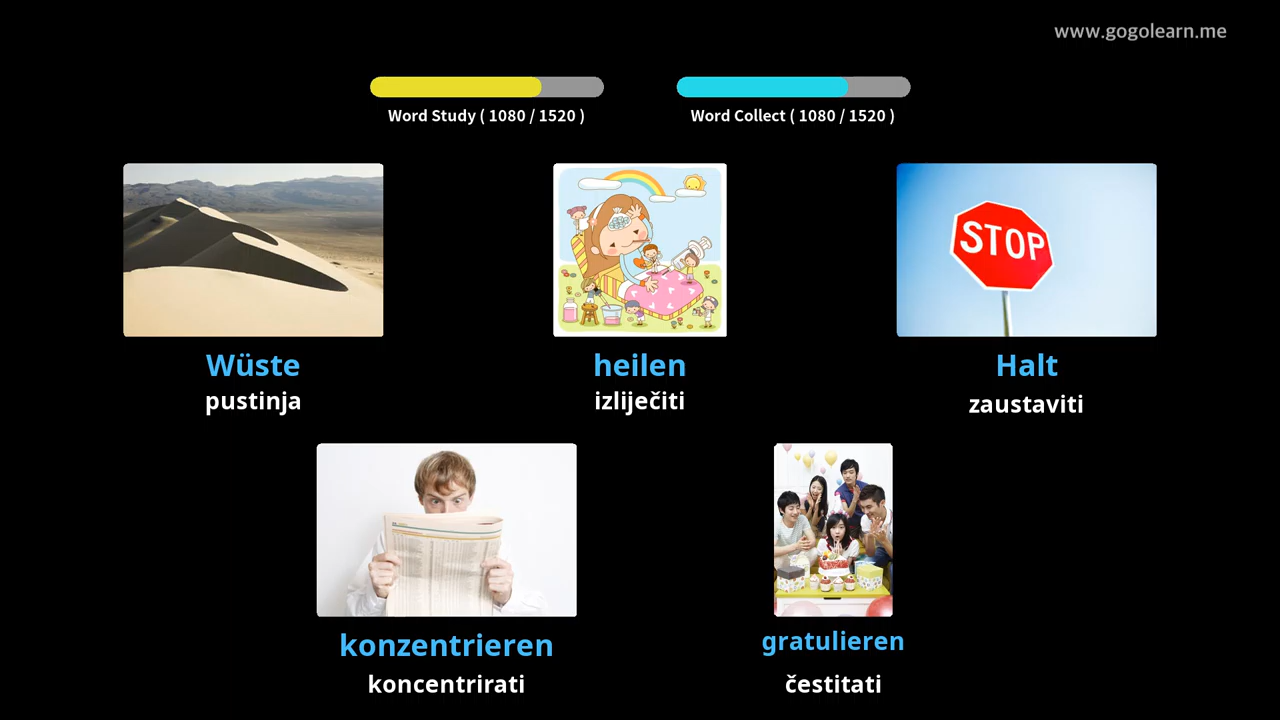 www.gogolearn.me
Word Study ( 1080 / 1520 )
Word Collect ( 1080 / 1520 )
STOP
Wüste
pustinja
heilen
izliječiti
Halt
zaustaviti
konzentrieren
koncentrirati
gratulieren
čestitati